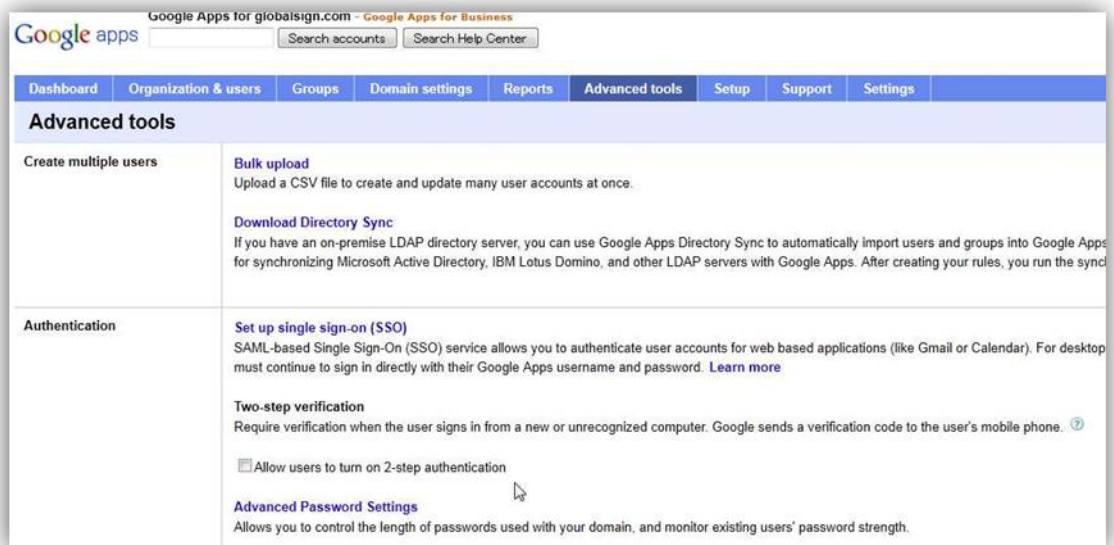 Google Apps for globalsign.com - Google Apps for Business
Google apps
Search accounts
Search Help Center
Dashboard Organization & users Groups Domain settings Reports Advanced tools Setup Support Settings
Advanced tools
Create multiple users
Bulk upload
Upload a CSV file to create and update many user accounts at once.
Download Directory Sync
If you have an on-premise LDAP directory server, you can use Google Apps Directory Sync to automatically import users and groups into Google Apps
for synchronizing Microsoft Active Directory, IBM Lotus Domino, and other LDAP servers with Google Apps. After creating your rules, you run the
Authentication
Set up single sign-on (SSO)
SAML-based Single Sign-On (SSO) service allows you to authenticate user accounts for web based applications (like Gmail or Calendar). For desktop
must continue to sign in directly with their Google Apps username and password. Learn more
Two-step verification
Require verification when the user signs in from a new or unrecognized computer. Google sends a verification code to the user's mobile phone. ?
Allow users to turn on 2-step authentication
Advanced Password Settings
Allows you to control the length of passwords used with your domain, and monitor existing users' password strength.